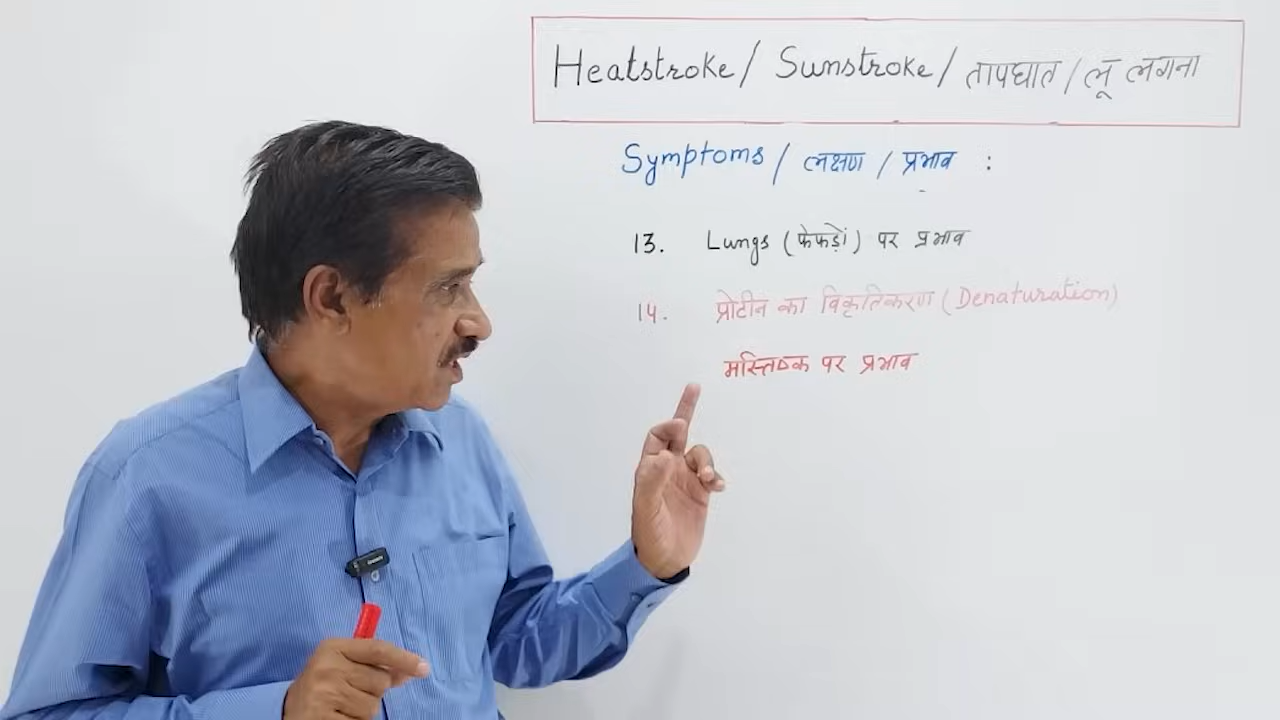 Heatstroke/ Sunstroke/ तापघात/ लू लगना
Symptoms/ लक्षण / प्रभाव :
13. Lungs (फेफड़ों) पर प्रभाव
14. प्रोटीन का विकृतिकरण (Denaturation)
मस्तिष्क पर प्रभाव